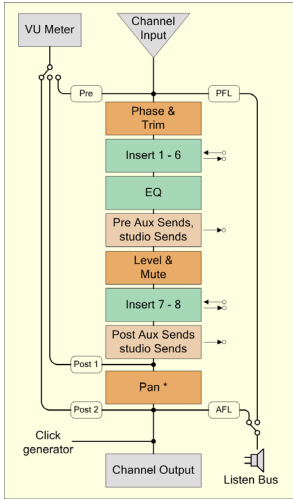 VU Meter
Channel
Input
Pre
PFL
Phase &
Trim
Insert 1 - 6
EQ
Pre Aux Sends,
studio Sends
Level &
Mute
Insert 7 - 8
Post Aux Sends
studio Sends
Post 1
Pan *
Post 2
AFL
Click
generator
Channel Output
Listen Bus